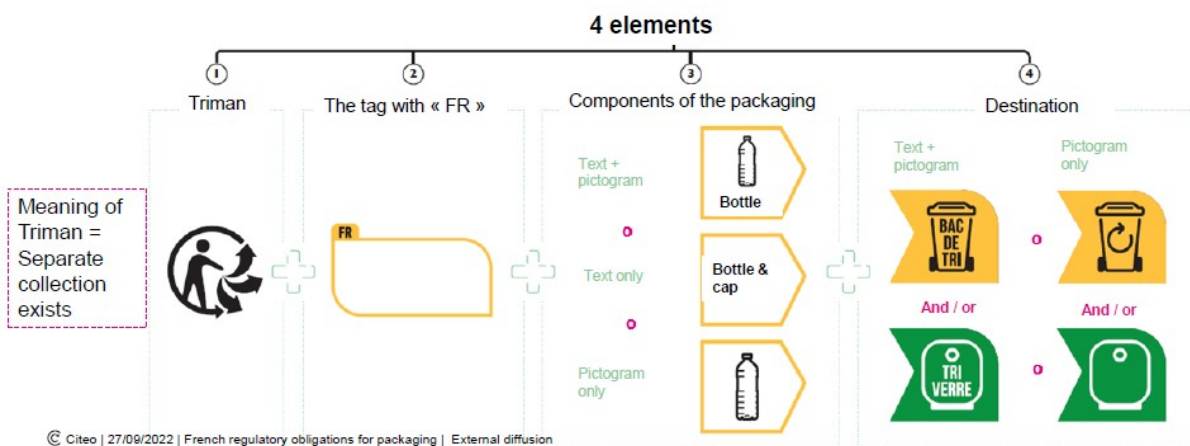 4 elements
1
2
3
4
Triman
The tag with « FR »
Components of the packaging
Destination
Meaning of
Triman =
Separate
collection
exists
FR
Text +
pictogram
o
Text only
o
Pictogram
only
Bottle
Bottle &
cap
Text +
pictogram
Pictogram
only
BAC
DE
TRI
o
And / or
And / or
TRI
VERRE
o
Citeo | 27/09/2022 | French regulatory obligations for packaging | External diffusion